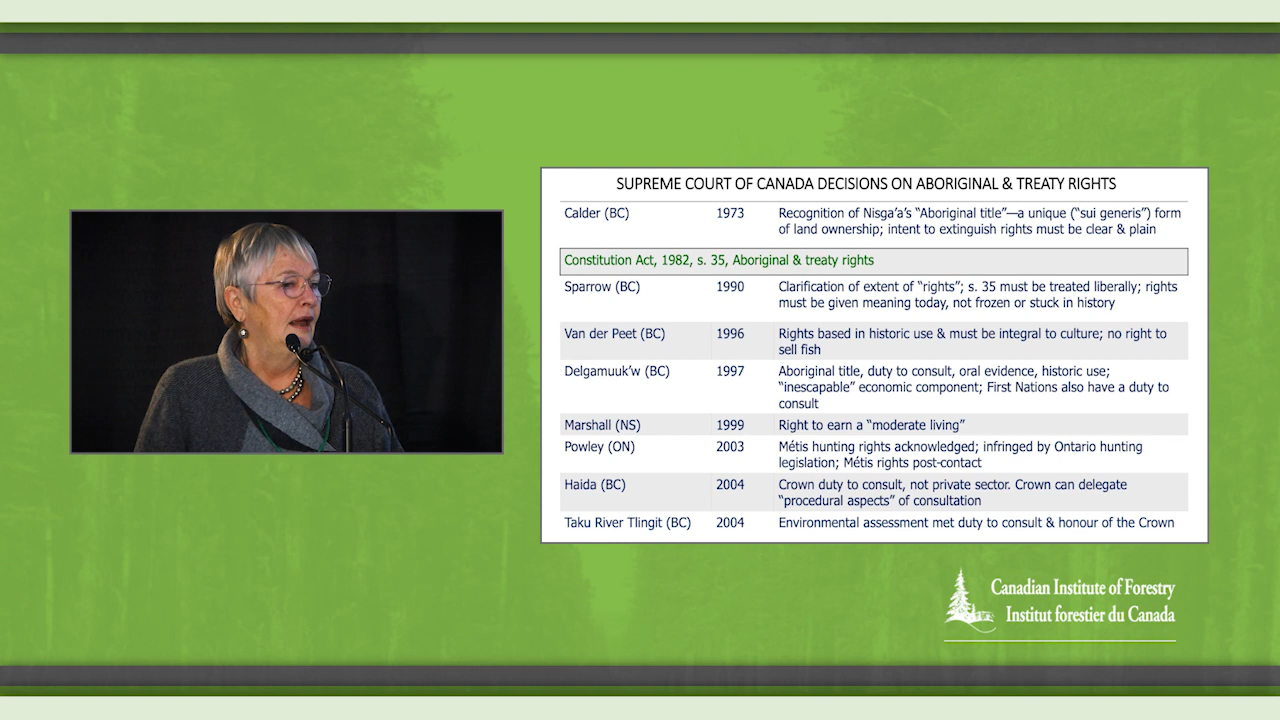 SUPREME COURT OF CANADA DECISIONS ON ABORIGINAL & TREATY RIGHTS
Calder (BC) 1973 Recognition of Nisga’a’s “Aboriginal title”—a unique (“sui generis”) form
of land ownership; intent to extinguish rights must be clear & plain
Constitution Act, 1982, s. 35, Aboriginal & treaty rights
Sparrow (BC) 1990 Clarification of extent of “rights”; s. 35 must be treated liberally; rights
must be given meaning today, not frozen or stuck in history
Van der Peet (BC) 1996 Rights based in historic use & must be integral to culture; no right to
sell fish
Delgamuuk’w (BC) 1997 Aboriginal title, duty to consult, oral evidence, historic use;
“inescapable” economic component; First Nations also have a duty to
consult
Marshall (NS) 1999 Right to earn a “moderate living”
Powley (ON) 2003 Métis hunting rights acknowledged; infringed by Ontario hunting
legislation; Métis rights post-contact
Haida (BC) 2004 Crown duty to consult, not private sector. Crown can delegate
“procedural aspects” of consultation
Taku River Tlingit (BC) 2004 Environmental assessment met duty to consult & honour of the Crown
Canadian Institute of Forestry
Institut forestier du Canada